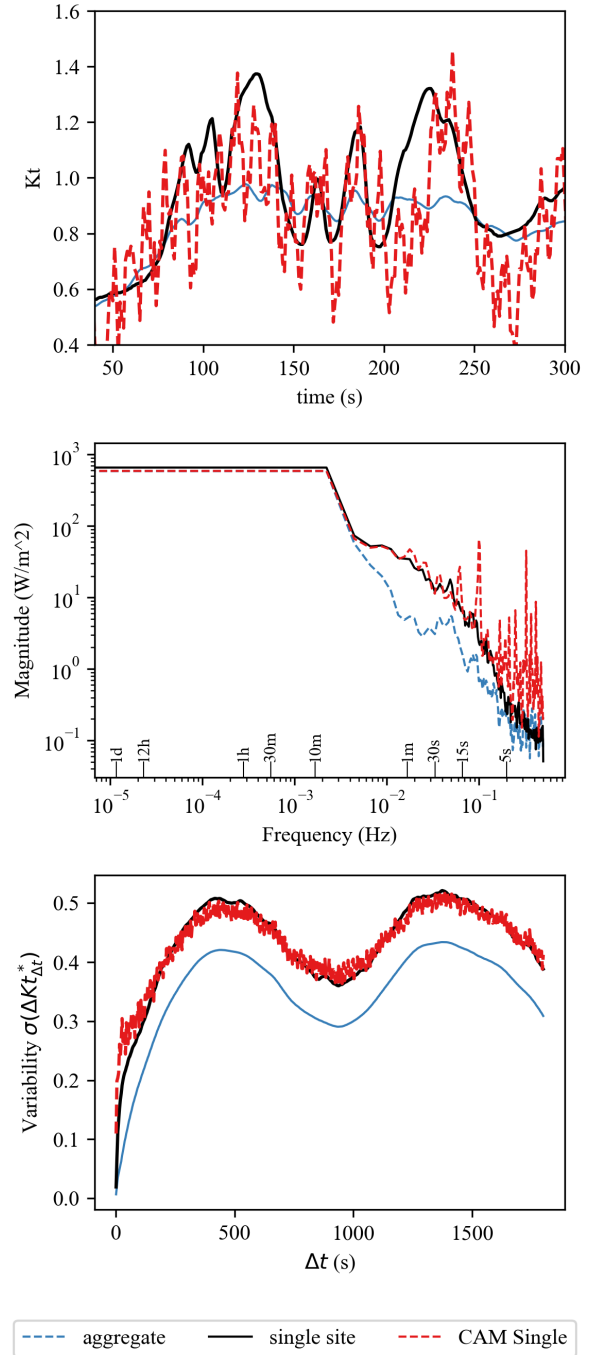 1.6
1.4
1.2
1.0
0.8
0.6
0.4
Kt
50 100 150 200 250 300
time (s)
10^3
10^2
10^1
10^0
10^−1
Magnitude (W/m^2)
1d 12h 1h 30m 10m 1m 30s 15s 5s
10^−5 10^−4 10^−3 10^−2 10^−1
Frequency (Hz)
0.5
0.4
0.3
0.2
0.1
0.0
Variability σ(ΔKt*Δt)
0 500 1000 1500
Δt (s)
aggregate single site CAM Single